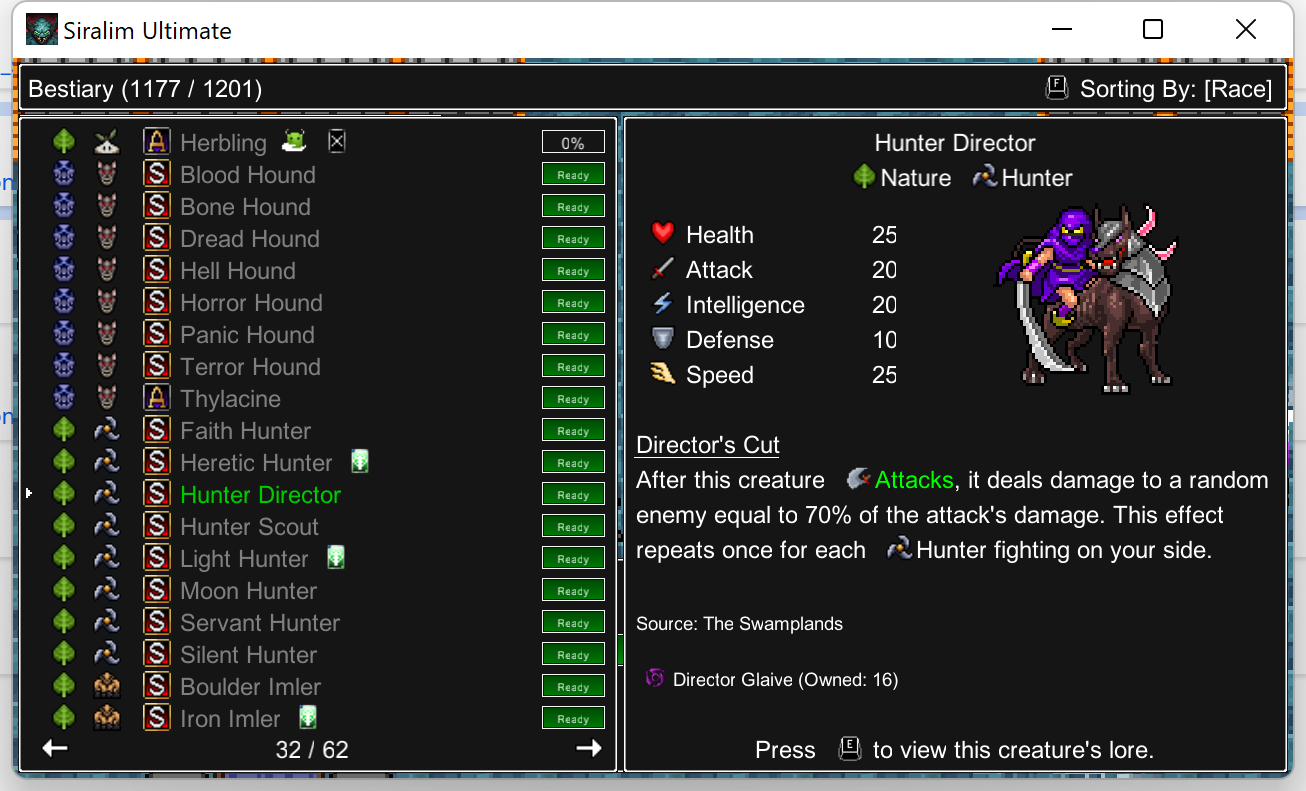 Siralim Ultimate
Bestiary (1177 / 1201)
F Sorting By: [Race]
A Herbling 0%
S Blood Hound Ready
S Bone Hound Ready
S Dread Hound Ready
S Hell Hound Ready
S Horror Hound Ready
S Panic Hound Ready
S Terror Hound Ready
A Thylacine Ready
S Faith Hunter Ready
S Heretic Hunter Ready
S Hunter Director Ready
S Hunter Scout Ready
S Light Hunter Ready
S Moon Hunter Ready
S Servant Hunter Ready
S Silent Hunter Ready
S Boulder Imler Ready
S Iron Imler Ready
32 / 62
Hunter Director
Nature Hunter
Health 25
Attack 20
Intelligence 20
Defense 10
Speed 25
Director's Cut
After this creature Attacks, it deals damage to a random
enemy equal to 70% of the attack's damage. This effect
repeats once for each Hunter fighting on your side.
Source: The Swamplands
Director Glaive (Owned: 16)
Press E to view this creature's lore.